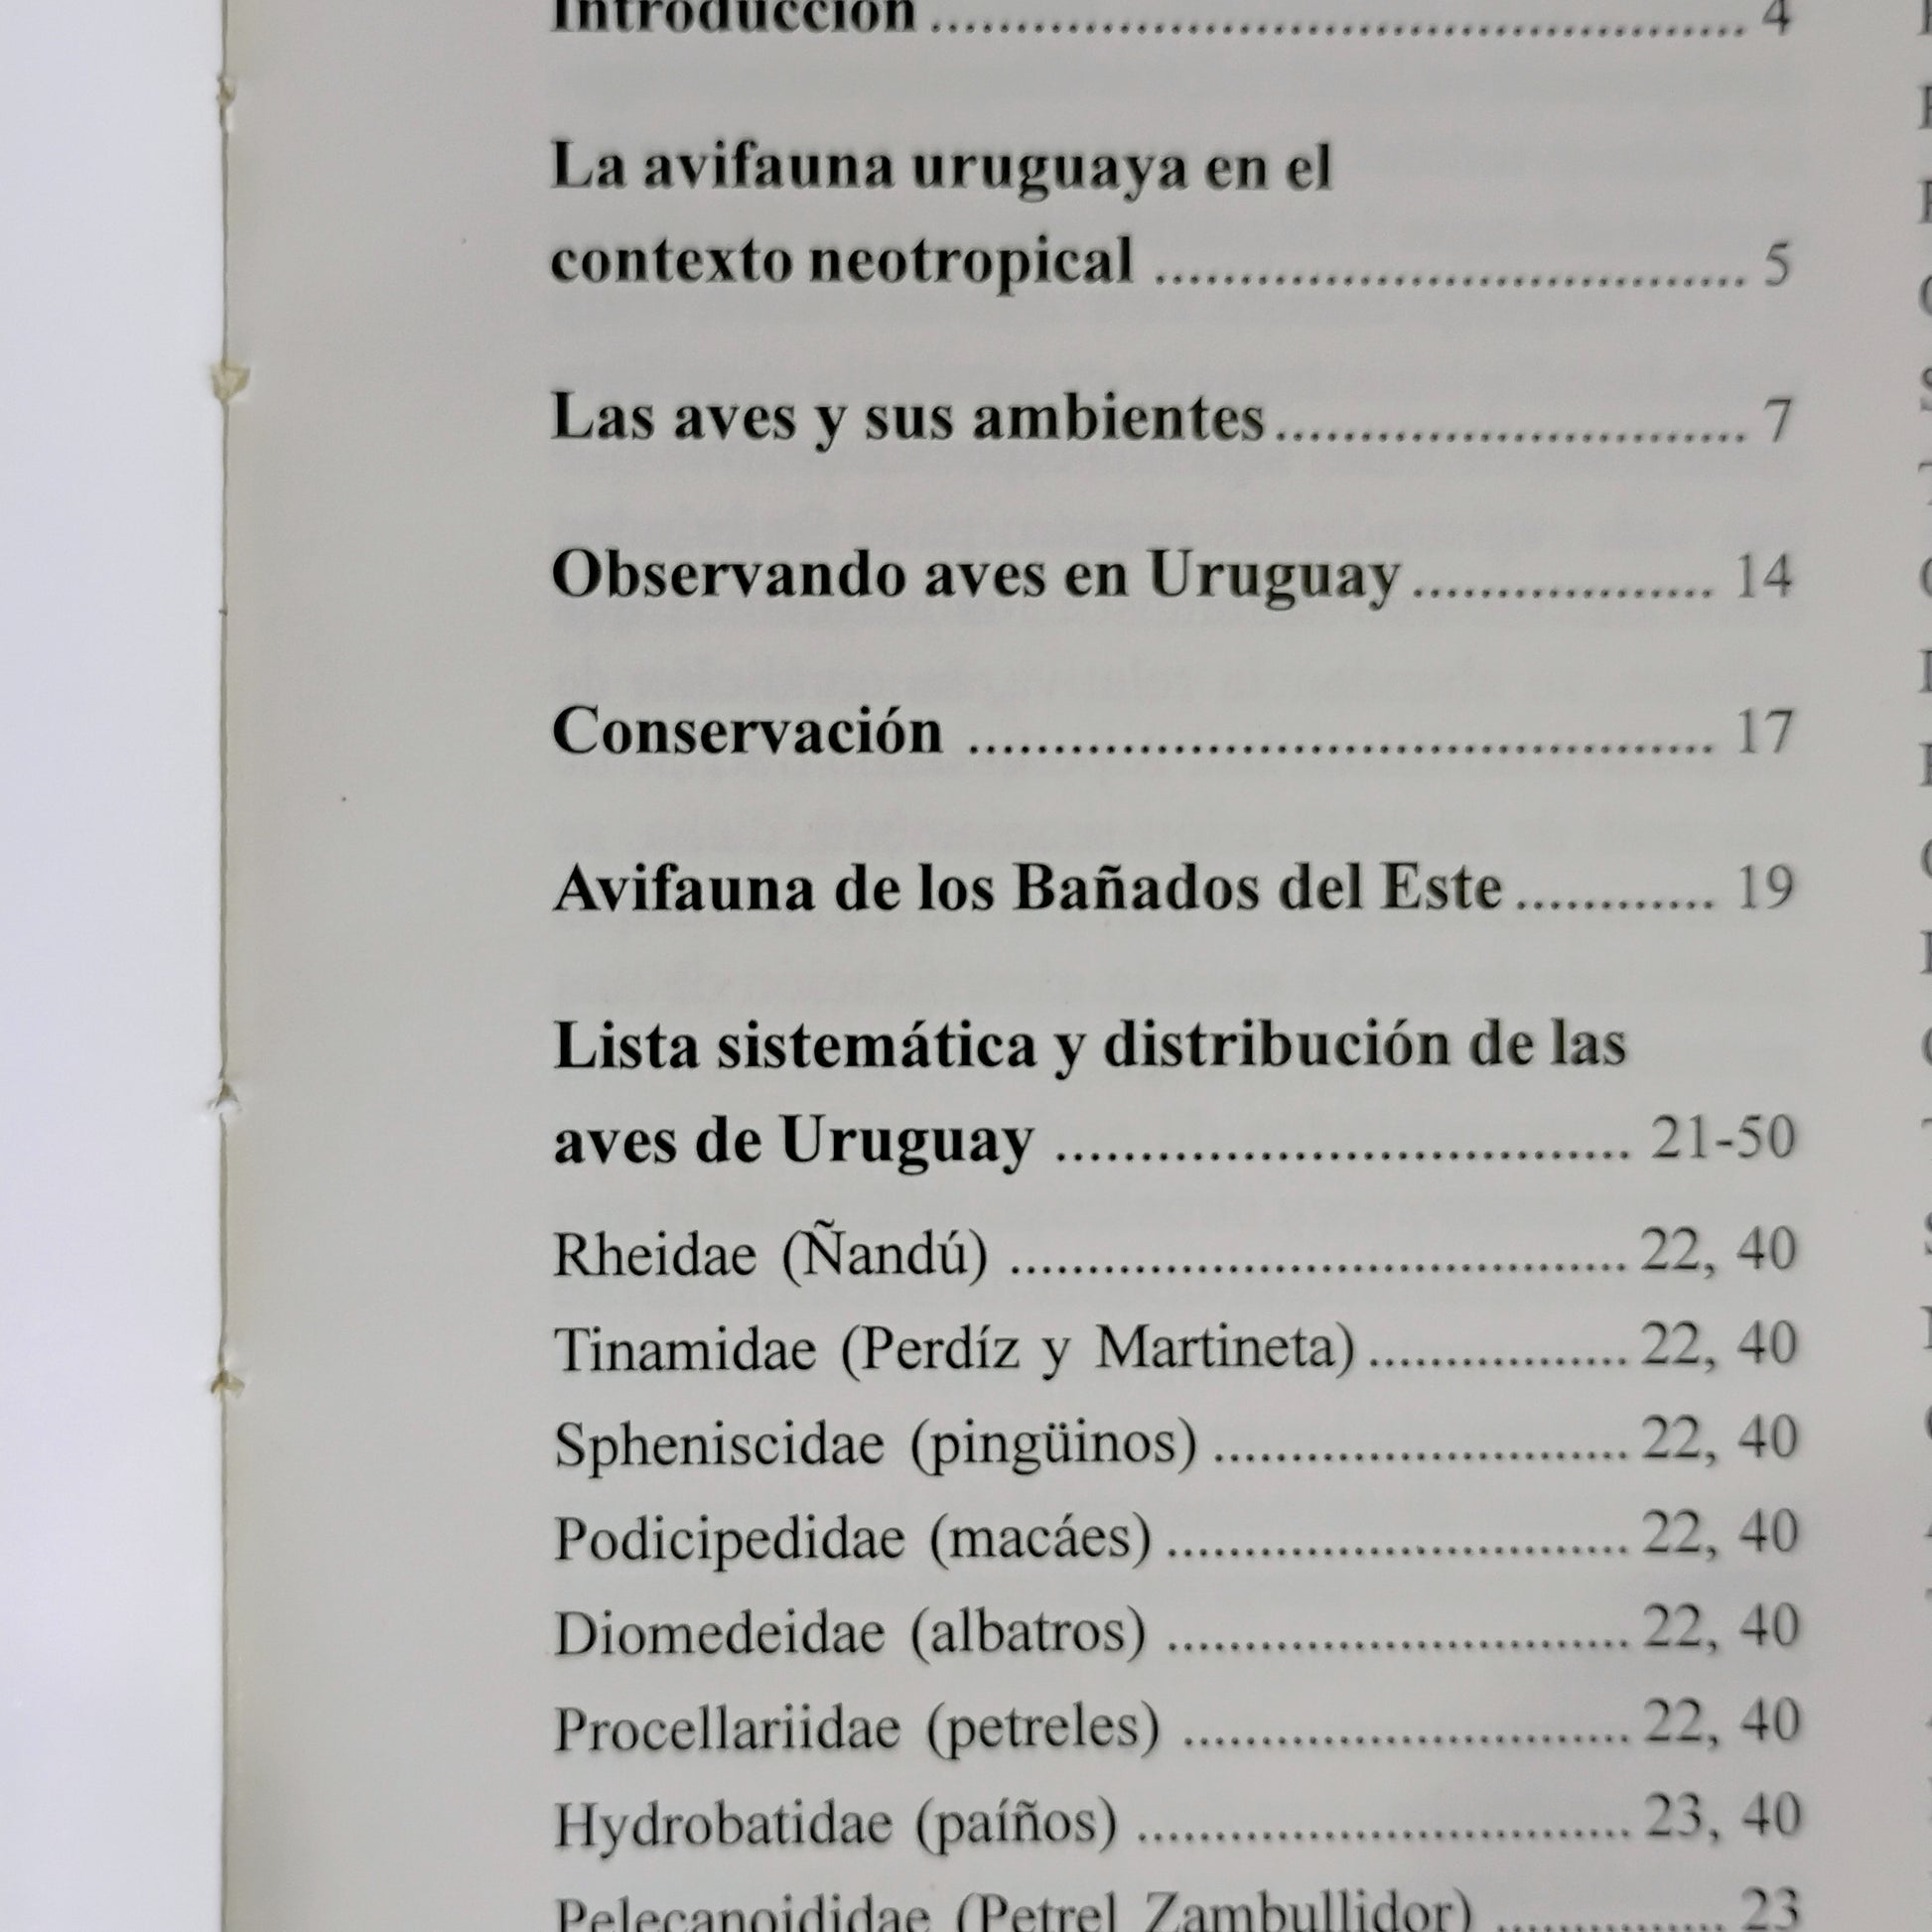 Introducción .................................................. 4
La avifauna uruguaya en el
contexto neotropical ................................... 5
Las aves y sus ambientes............................ 7
Observando aves en Uruguay.................. 14
Conservación ............................................. 17
Avifauna de los Bañados del Este............ 19
Lista sistemática y distribución de las
aves de Uruguay .................................. 21-50
Rheidae (Ñandú) ........................................ 22, 40
Tinamidae (Perdíz y Martineta)................. 22, 40
Spheniscidae (pingüinos)........................... 22, 40
Podicipedidae (macáes).............................. 22, 40
Diomedeidae (albatros) .............................. 22, 40
Procellariidae (petreles) ............................. 22, 40
Hydrobatidae (paíños) ................................ 23, 40
Pelecanoididae (Petrel Zambullidor) ............... 23